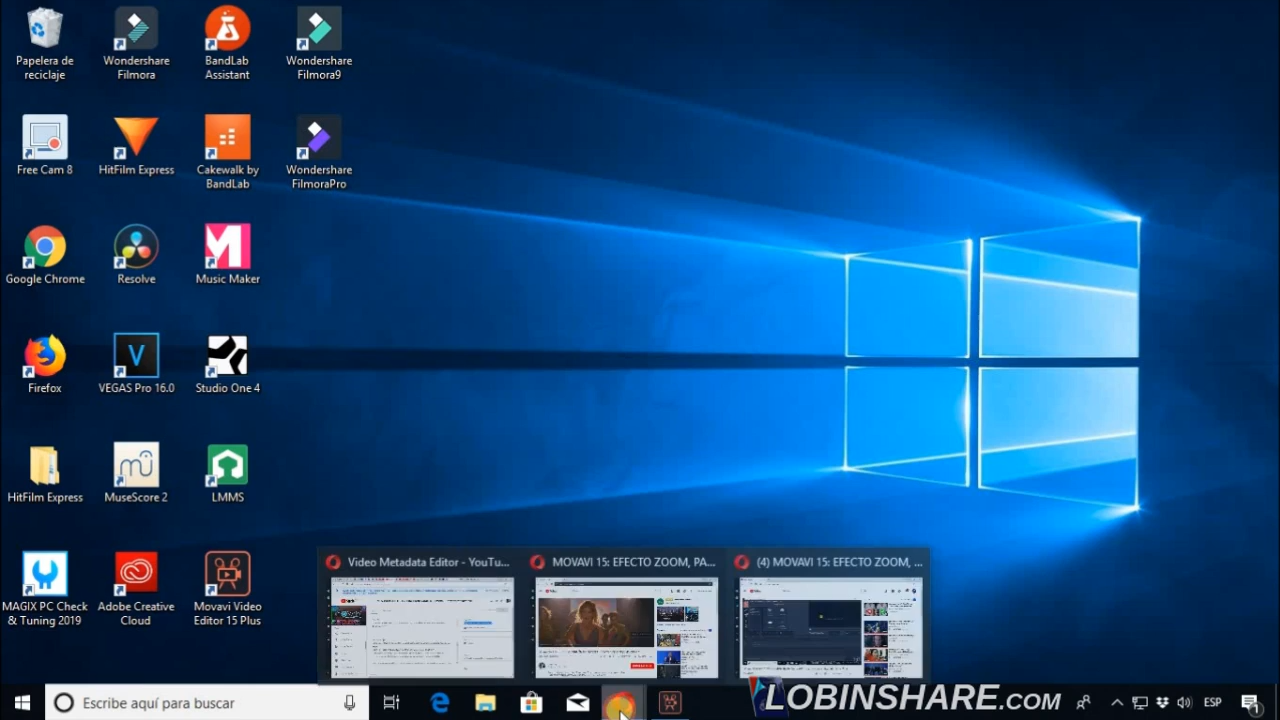 Papelera de
reciclaje
Wondershare
Filmora
BandLab
Assistant
Wondershare
Filmora9
Free Cam 8
HitFilm Express
Cakewalk by
BandLab
Wondershare
FilmoraPro
Google Chrome
Resolve
Music Maker
Firefox
VEGAS Pro 16.0
Studio One 4
HitFilm Express
MuseScore 2
LMMS
MAGIX PC Check
& Tuning 2019
Adobe Creative
Cloud
Movavi Video
Editor 15 Plus
Video Metadata Editor - YouTu...
MOVAVI 15: EFECTO ZOOM, PA...
(4) MOVAVI 15: EFECTO ZOOM, ...
Escribe aquí para buscar
LOBINSHARE.COM
ESP
1